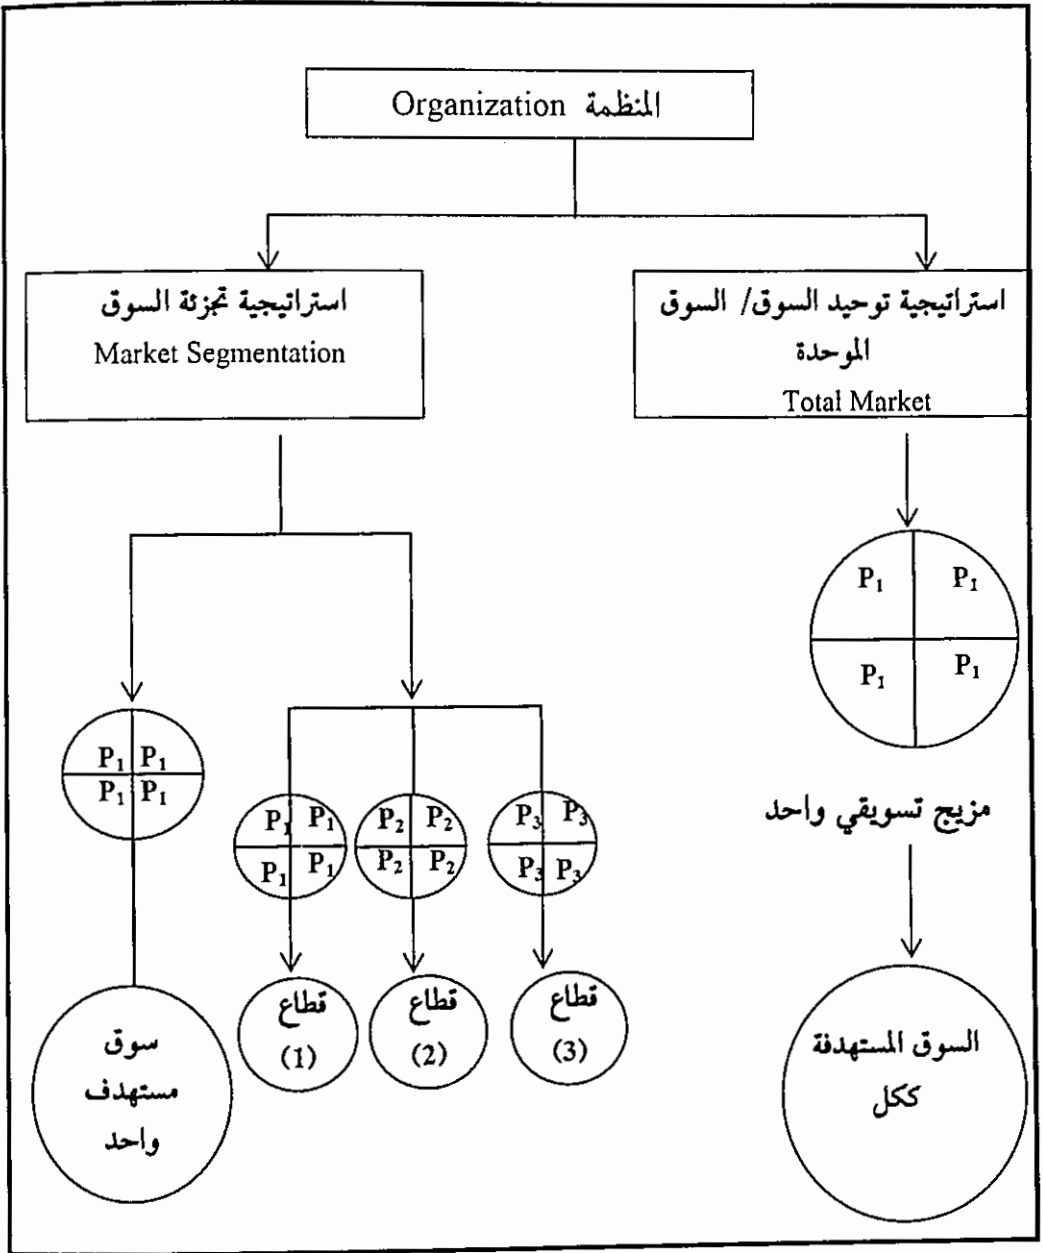 المنظمة Organization
استراتيجية توحيد السوق/ السوق
الموحدة
Total Market
استراتيجية تجزئة السوق
Market Segmentation
P₁ P₁
P₁ P₁
مزيج تسويقي واحد
السوق المستهدفة
ككل
P₁ P₁
P₁ P₁
سوق
مستهدف
واحد
P₁ P₁
P₁ P₁
قطاع
(1)
P₂ P₂
P₂ P₂
قطاع
(2)
P₃ P₃
P₃ P₃
قطاع
(3)